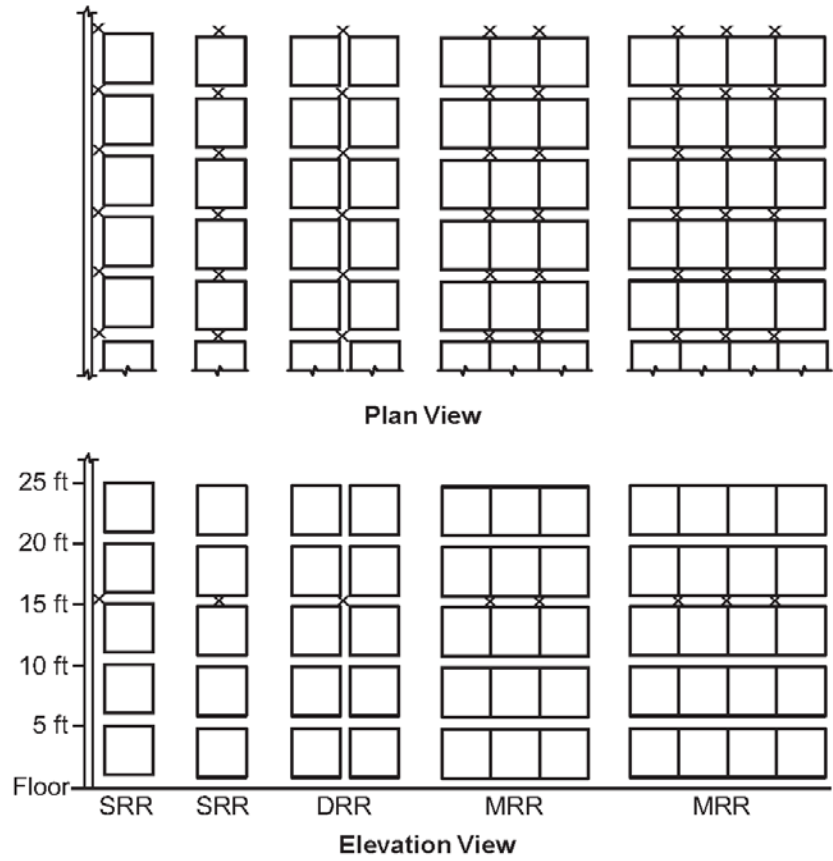 Plan View
25 ft
20 ft
15 ft
10 ft
5 ft
Floor
SRR SRR DRR MRR MRR
Elevation View